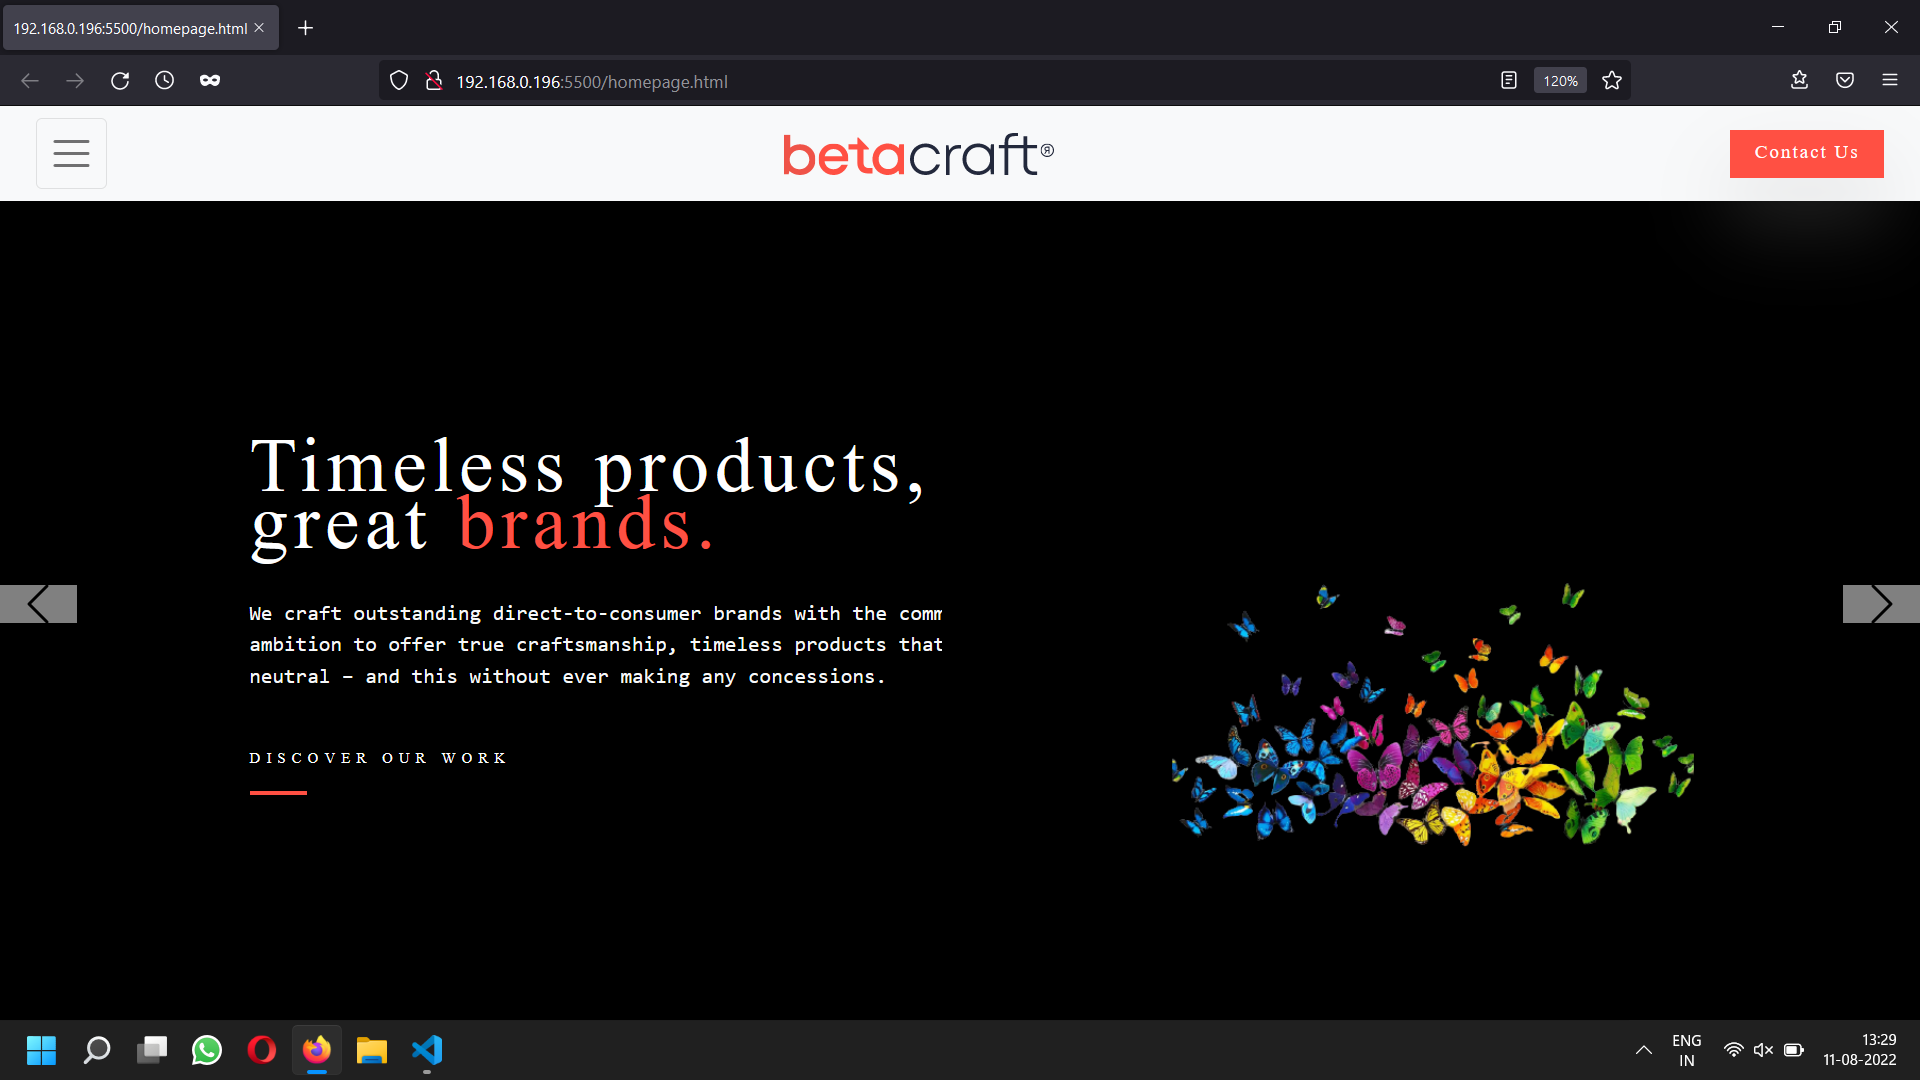 192.168.0.196:5500/homepage.html
192.168.0.196:5500/homepage.html
120%
betacraft®
Contact Us
Timeless products,
great brands.
We craft outstanding direct-to-consumer brands with the comm
ambition to offer true craftsmanship, timeless products that
neutral – and this without ever making any concessions.
DISCOVER OUR WORK
ENG
IN
13:29
11-08-2022